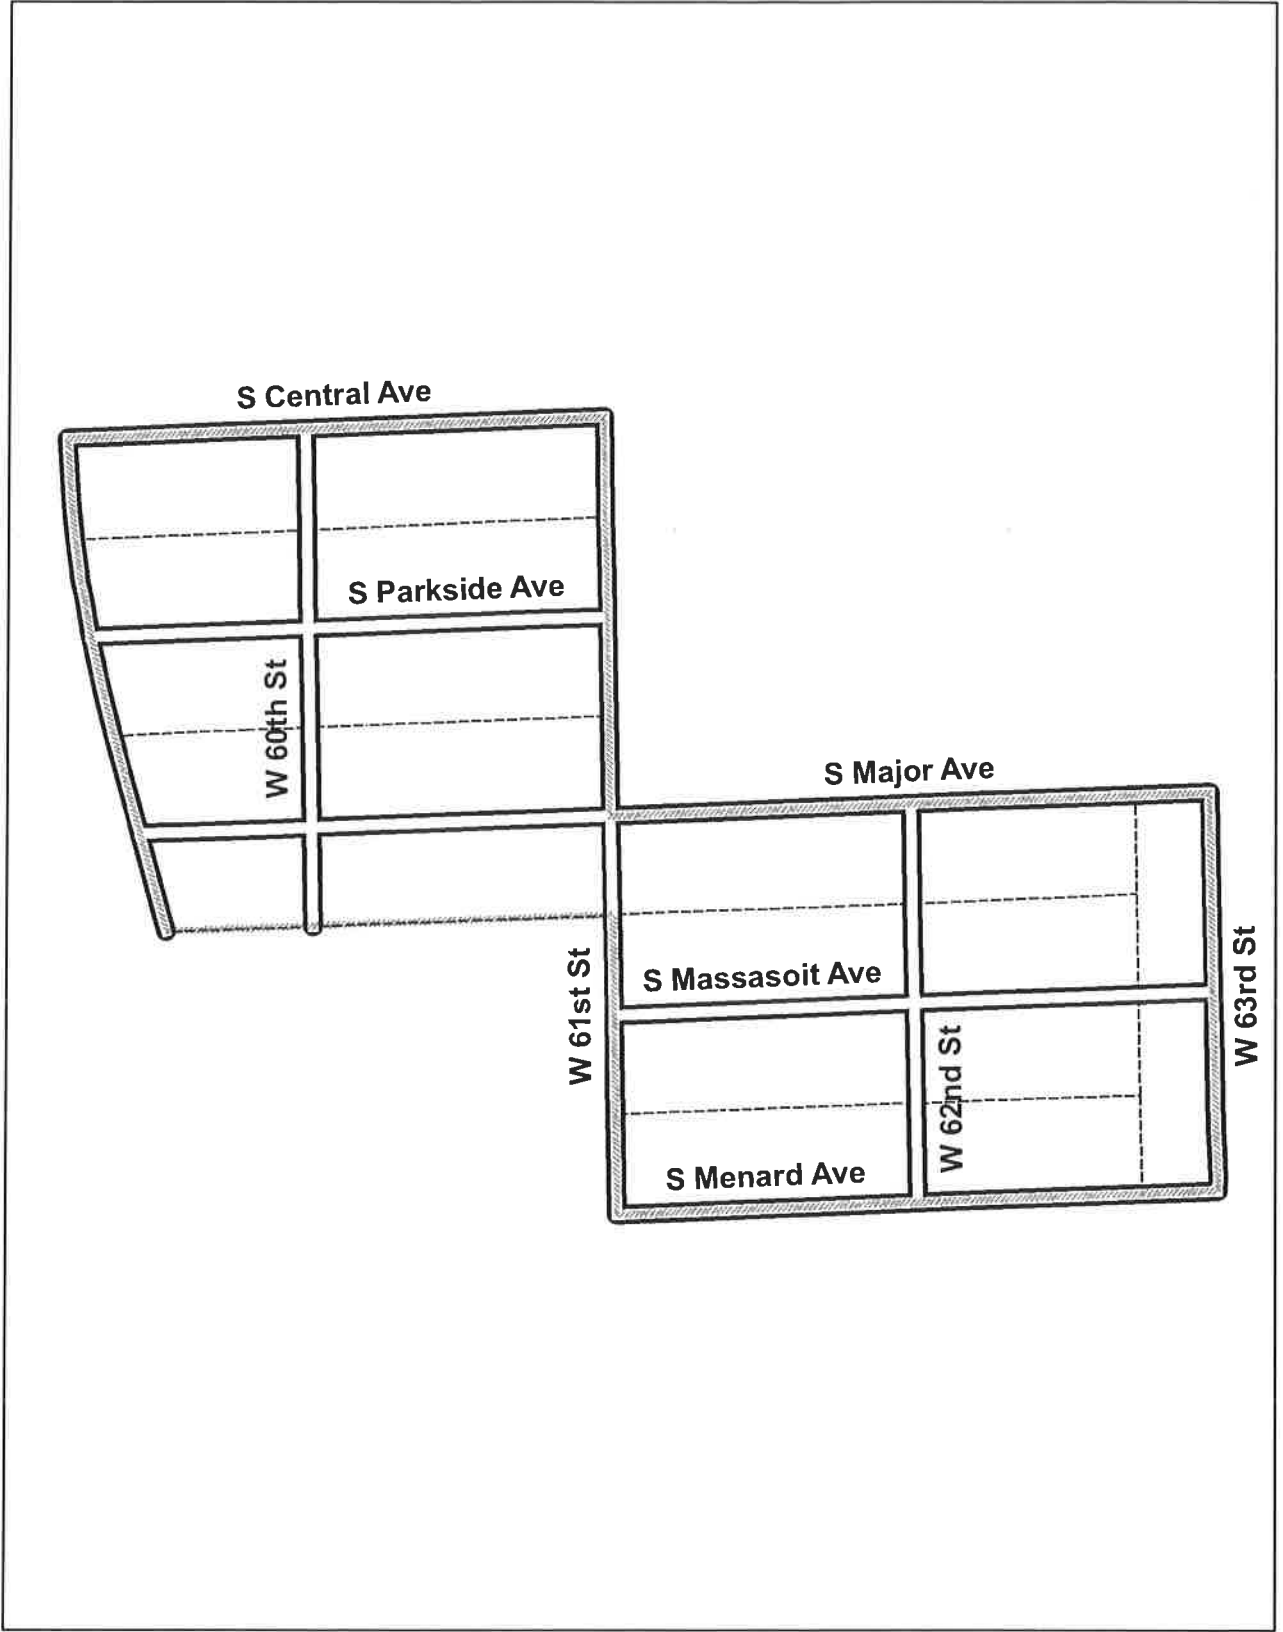 S Central Ave
S Parkside Ave
W 60th St
S Major Ave
W 61st St
S Massasoit Ave
W 62nd St
W 63rd St
S Menard Ave